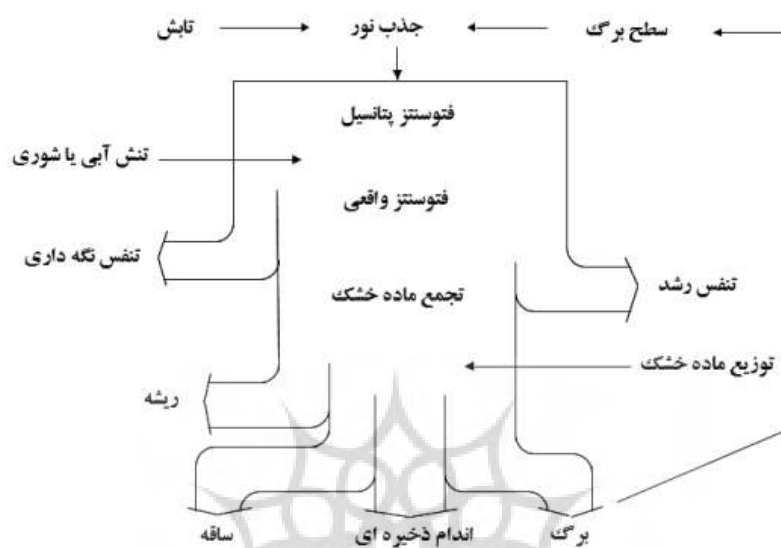 سطح برگ
جذب نور
تابش
فتوسنتز پتانسیل
تنش آبی یا شوری
فتوسنتز واقعی
تنفس نگه داری
تنفس رشد
تجمع ماده خشک
توزیع ماده خشک
ریشه
برگ
اندام ذخیره ای
ساقه